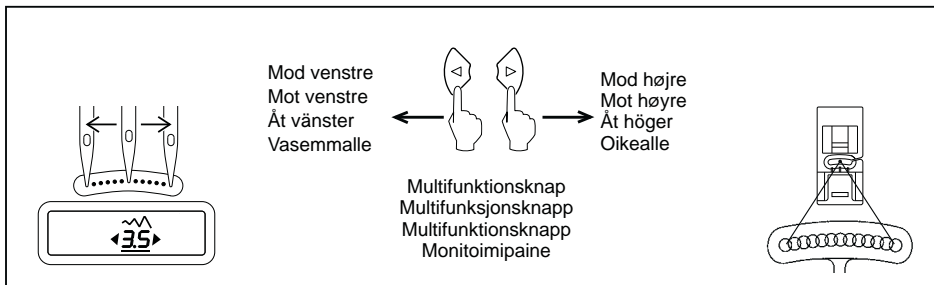 Mod venstre
Mot venstre
Åt vänster
Vasemmalle
Mod højre
Mot høyre
Åt höger
Oikealle
Multifunktionsknap
Multifunksjonsknapp
Multifunktionsknapp
Monitoimipaine
3.5